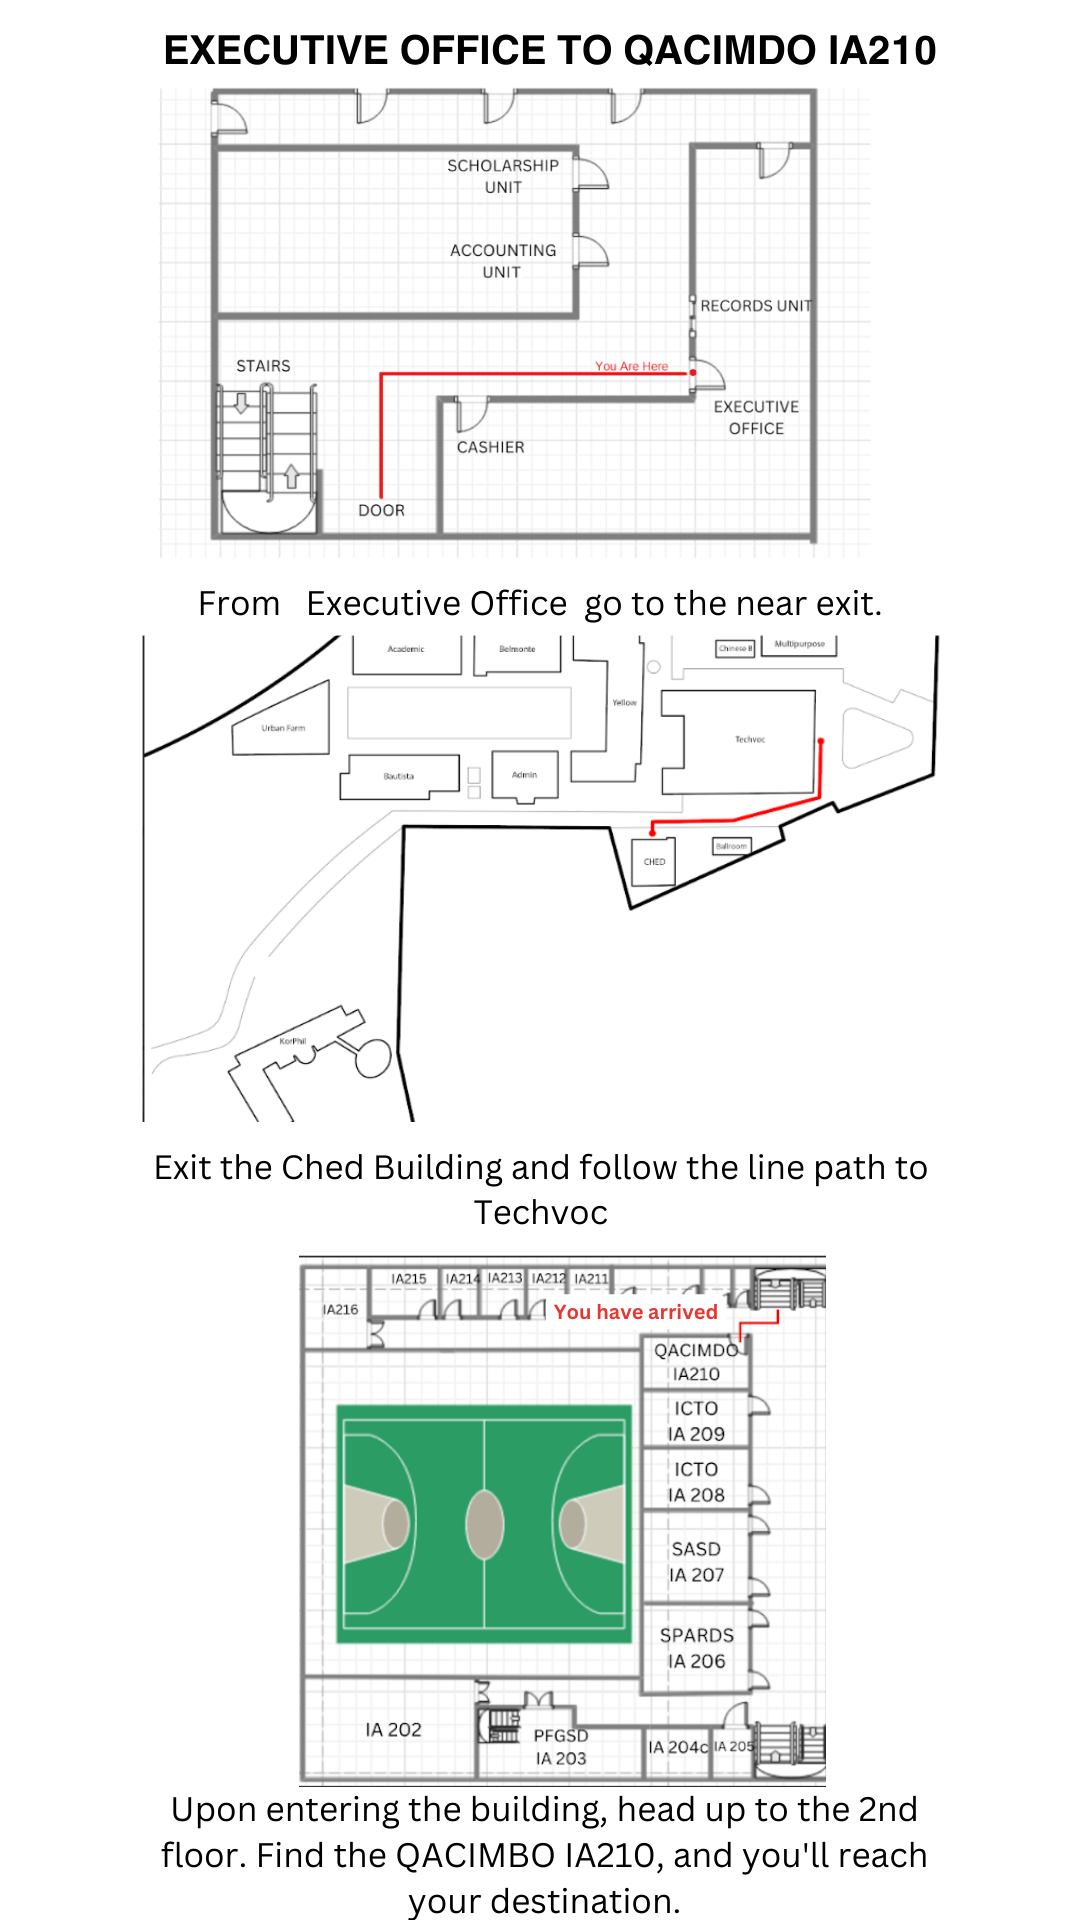 EXECUTIVE OFFICE TO QACIMDO IA210
SCHOLARSHIP
UNIT
ACCOUNTING
UNIT
RECORDS UNIT
STAIRS
You Are Here
EXECUTIVE
OFFICE
CASHIER
DOOR
From Executive Office go to the near exit.
Academic
Belmonte
Chinese B
Multipurpose
Yellow
Urban Farm
Techvoc
Bautista
Admin
CHED
Ballroom
KorPhil
Exit the Ched Building and follow the line path to
Techvoc
IA215
IA214
IA213
IA212
IA211
IA216
You have arrived
QACIMDO
IA210
ICTO
IA 209
ICTO
IA 208
SASD
IA 207
SPARDS
IA 206
IA 202
PFGSD
IA 203
IA 204c
IA 205
Upon entering the building, head up to the 2nd
floor. Find the QACIMBO IA210, and you'll reach
your destination.